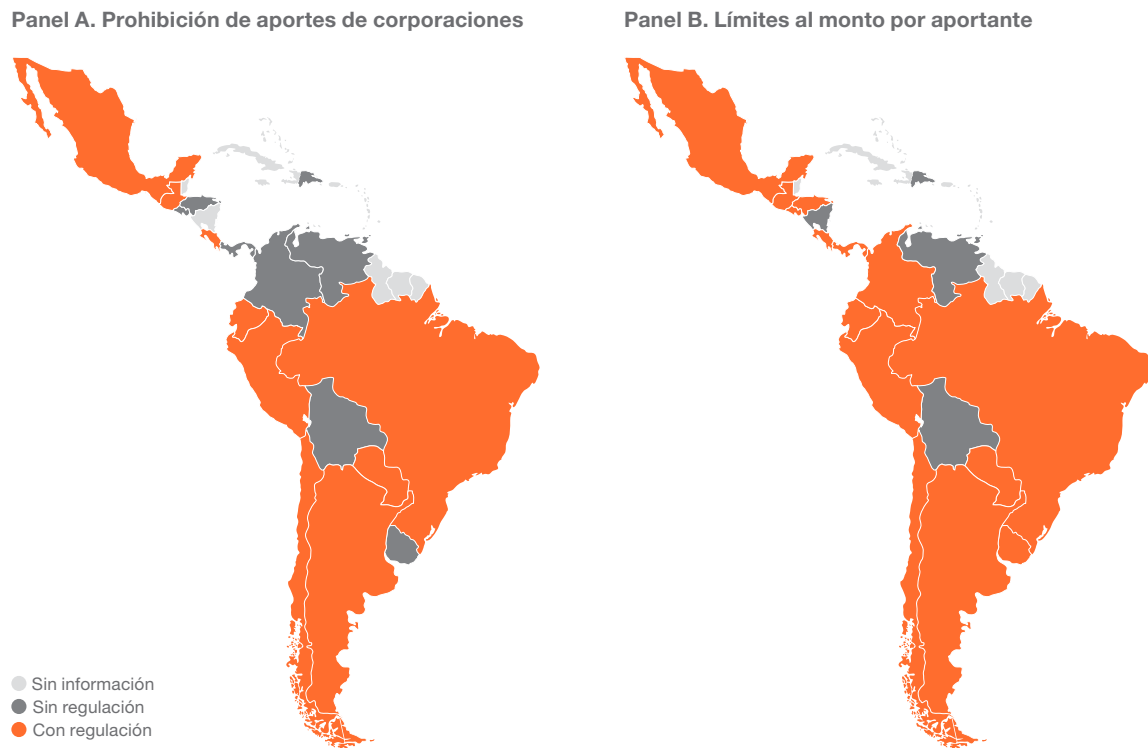 Panel A. Prohibición de aportes de corporaciones
Panel B. Límites al monto por aportante
Sin información
Sin regulación
Con regulación